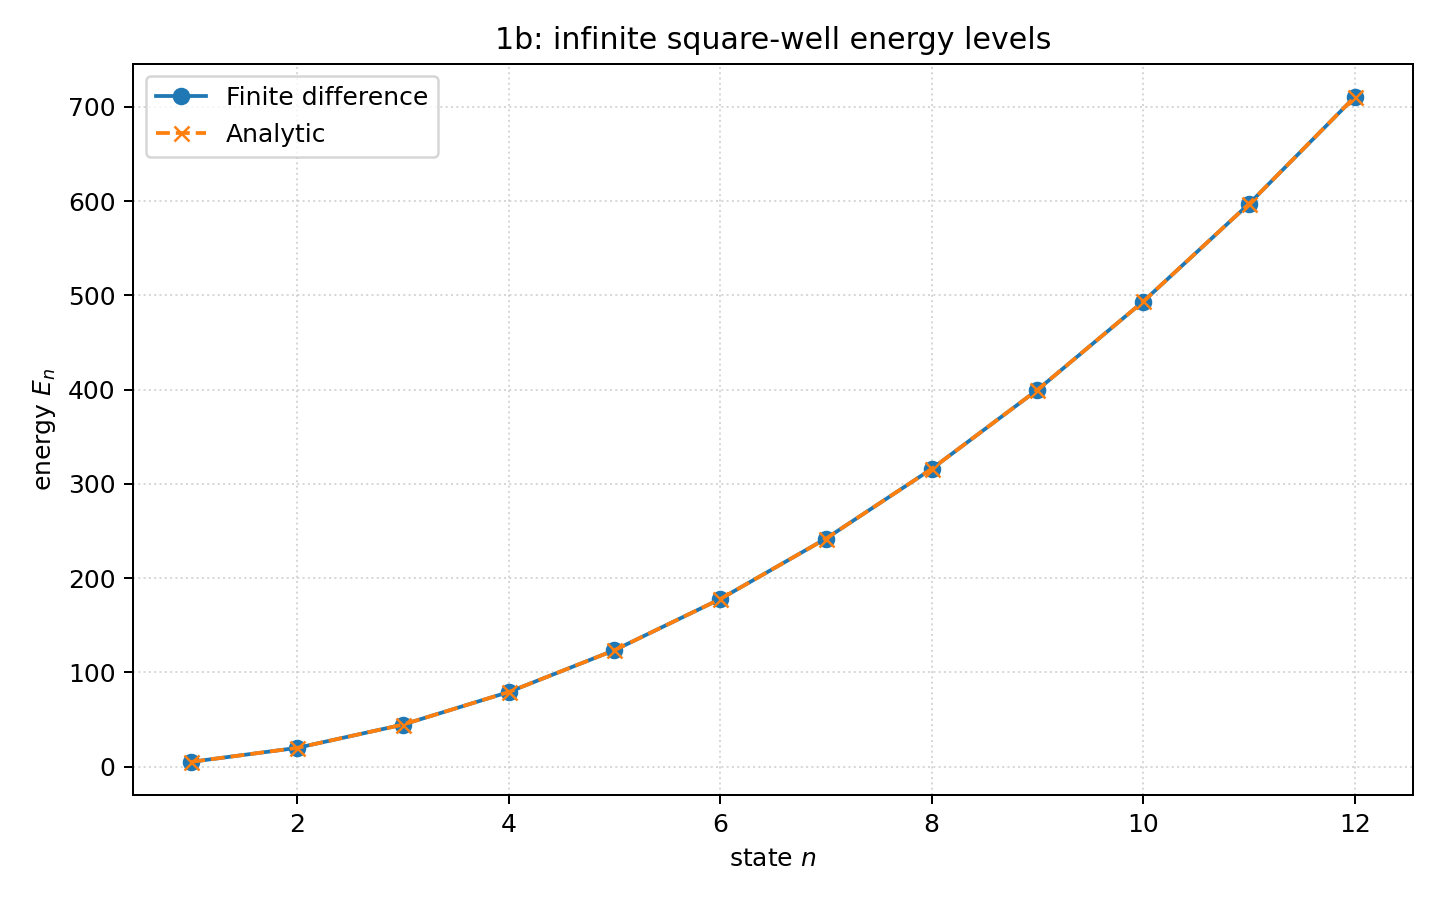 1b: infinite square-well energy levels
Finite difference
Analytic
700
600
500
400
300
200
100
0
energy Eₙ
2 4 6 8 10 12
state n